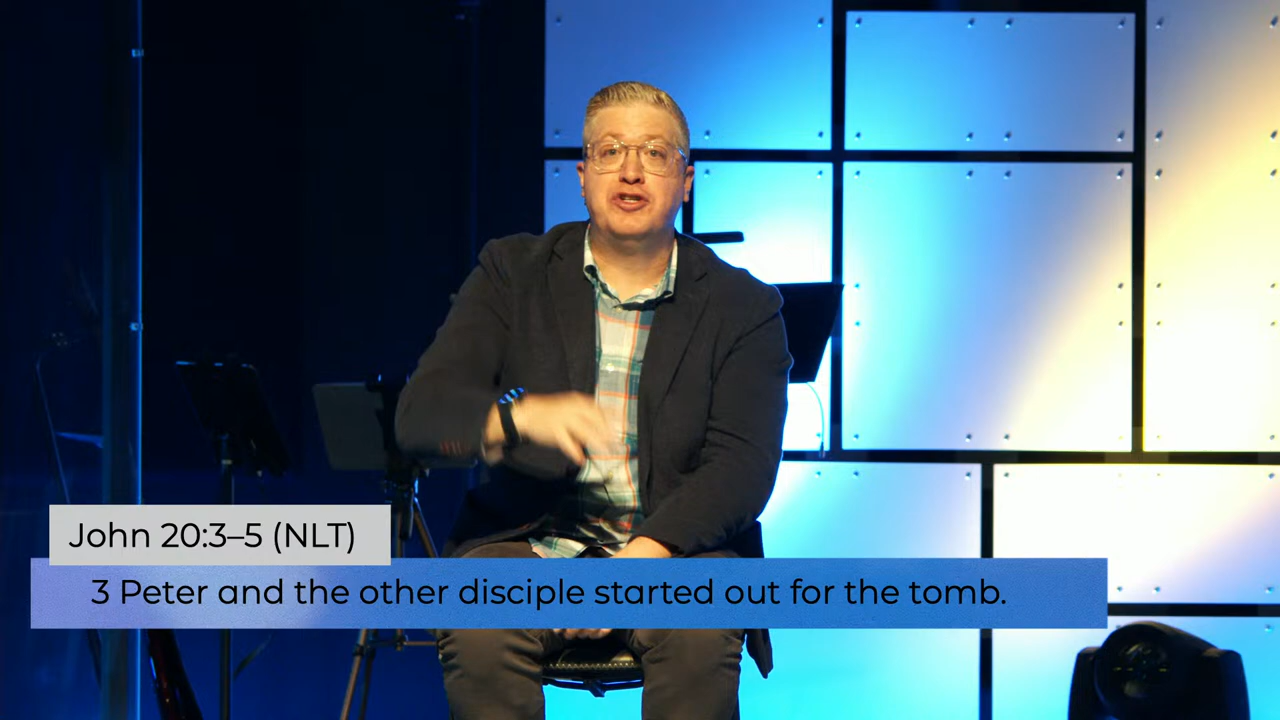 John 20:3–5 (NLT)
3 Peter and the other disciple started out for the tomb.